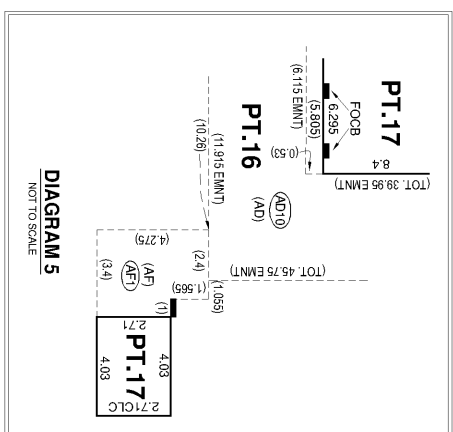 PT.17
FOCB
6.295
(5.805)
(6.115 EMNT)
8.4
(TOT. 39.95 EMNT)
(0.53)
PT.16
AD10
(AD)
(11.915 EMNT)
(10.26)
(TOT. 45.75 EMNT)
(2.4)
(1.055)
(4.275)
(1.565)
(AF)
AF1
(3.4)
(1)
2.71
4.03
PT.17
4.03
2.71CLC
DIAGRAM 5
NOT TO SCALE